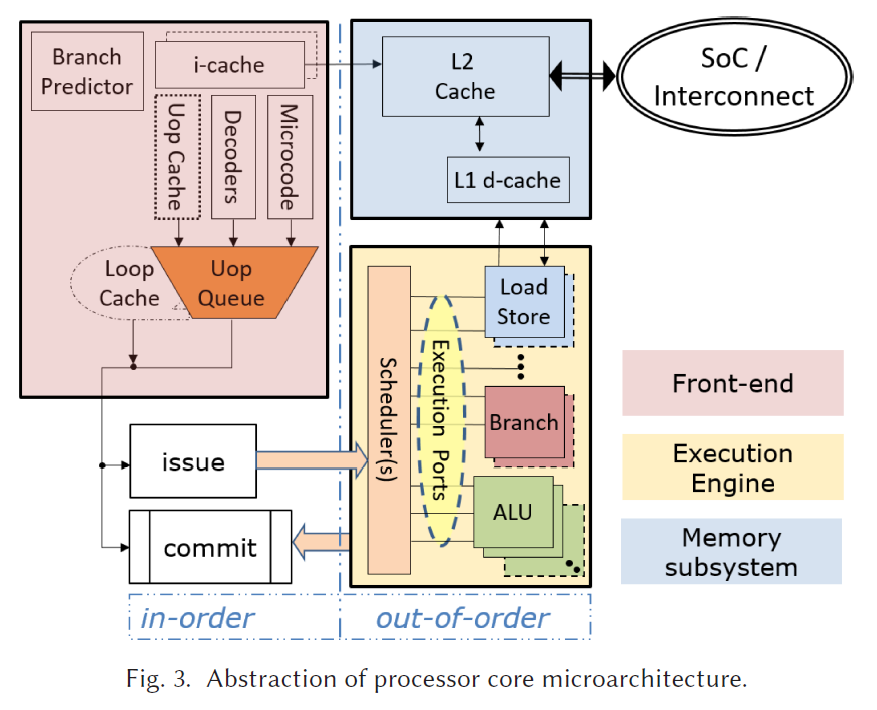 Branch
Predictor
i-cache
Uop Cache
Decoders
Microcode
Loop
Cache
Uop
Queue
L2
Cache
L1 d-cache
SoC /
Interconnect
Scheduler(s)
Execution Ports
Load
Store
Branch
ALU
issue
commit
in-order
out-of-order
Front-end
Execution
Engine
Memory
subsystem
Fig. 3. Abstraction of processor core microarchitecture.